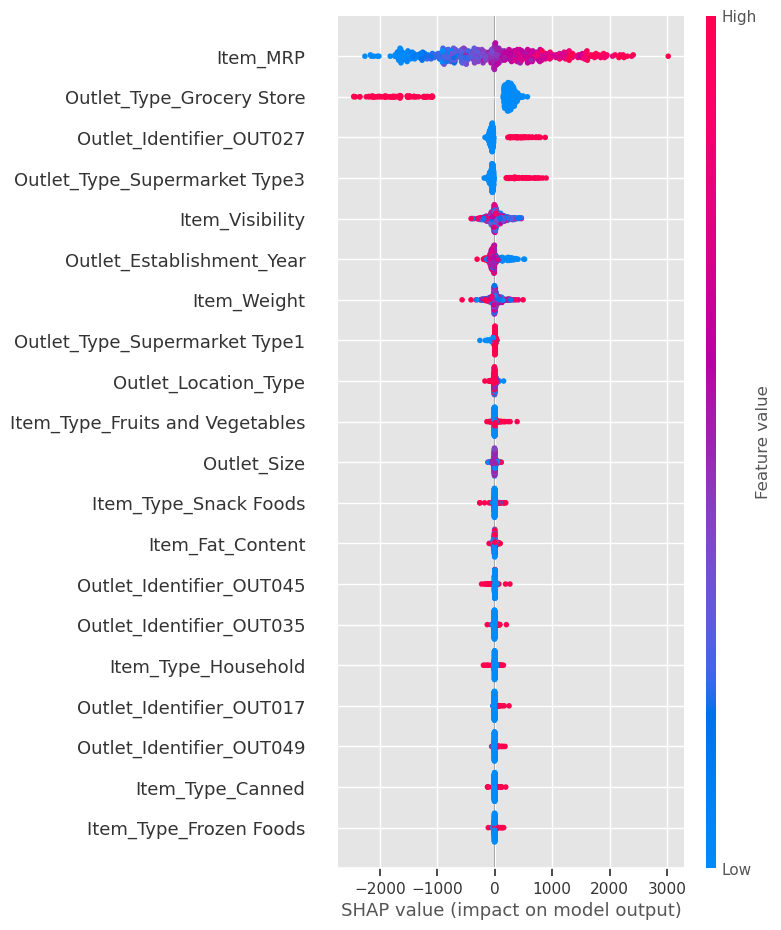 High
Item_MRP
Outlet_Type_Grocery Store
Outlet_Identifier_OUT027
Outlet_Type_Supermarket Type3
Item_Visibility
Outlet_Establishment_Year
Item_Weight
Outlet_Type_Supermarket Type1
Outlet_Location_Type
Item_Type_Fruits and Vegetables
Outlet_Size
Item_Type_Snack Foods
Item_Fat_Content
Outlet_Identifier_OUT045
Outlet_Identifier_OUT035
Item_Type_Household
Outlet_Identifier_OUT017
Outlet_Identifier_OUT049
Item_Type_Canned
Item_Type_Frozen Foods
Feature value
Low
−2000 −1000 0 1000 2000 3000
SHAP value (impact on model output)